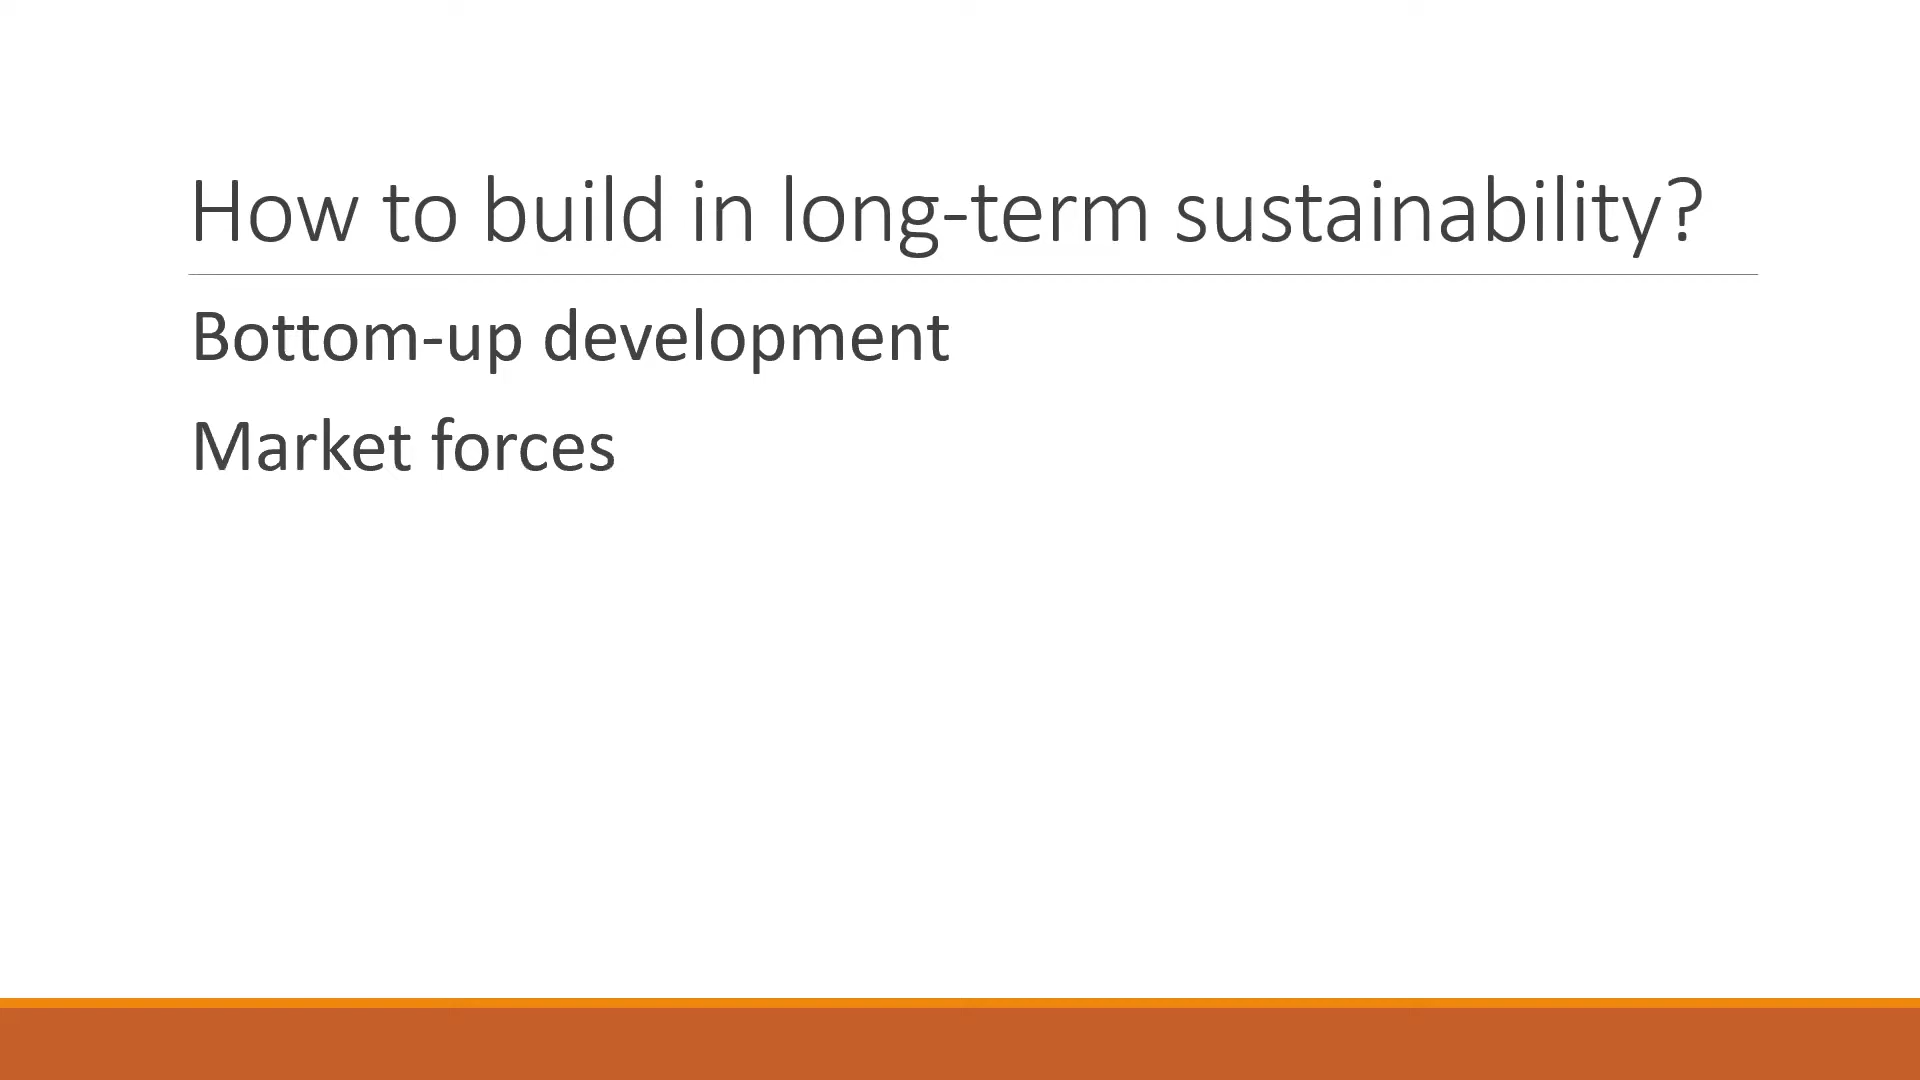 How to build in long-term sustainability?
Bottom-up development
Market forces